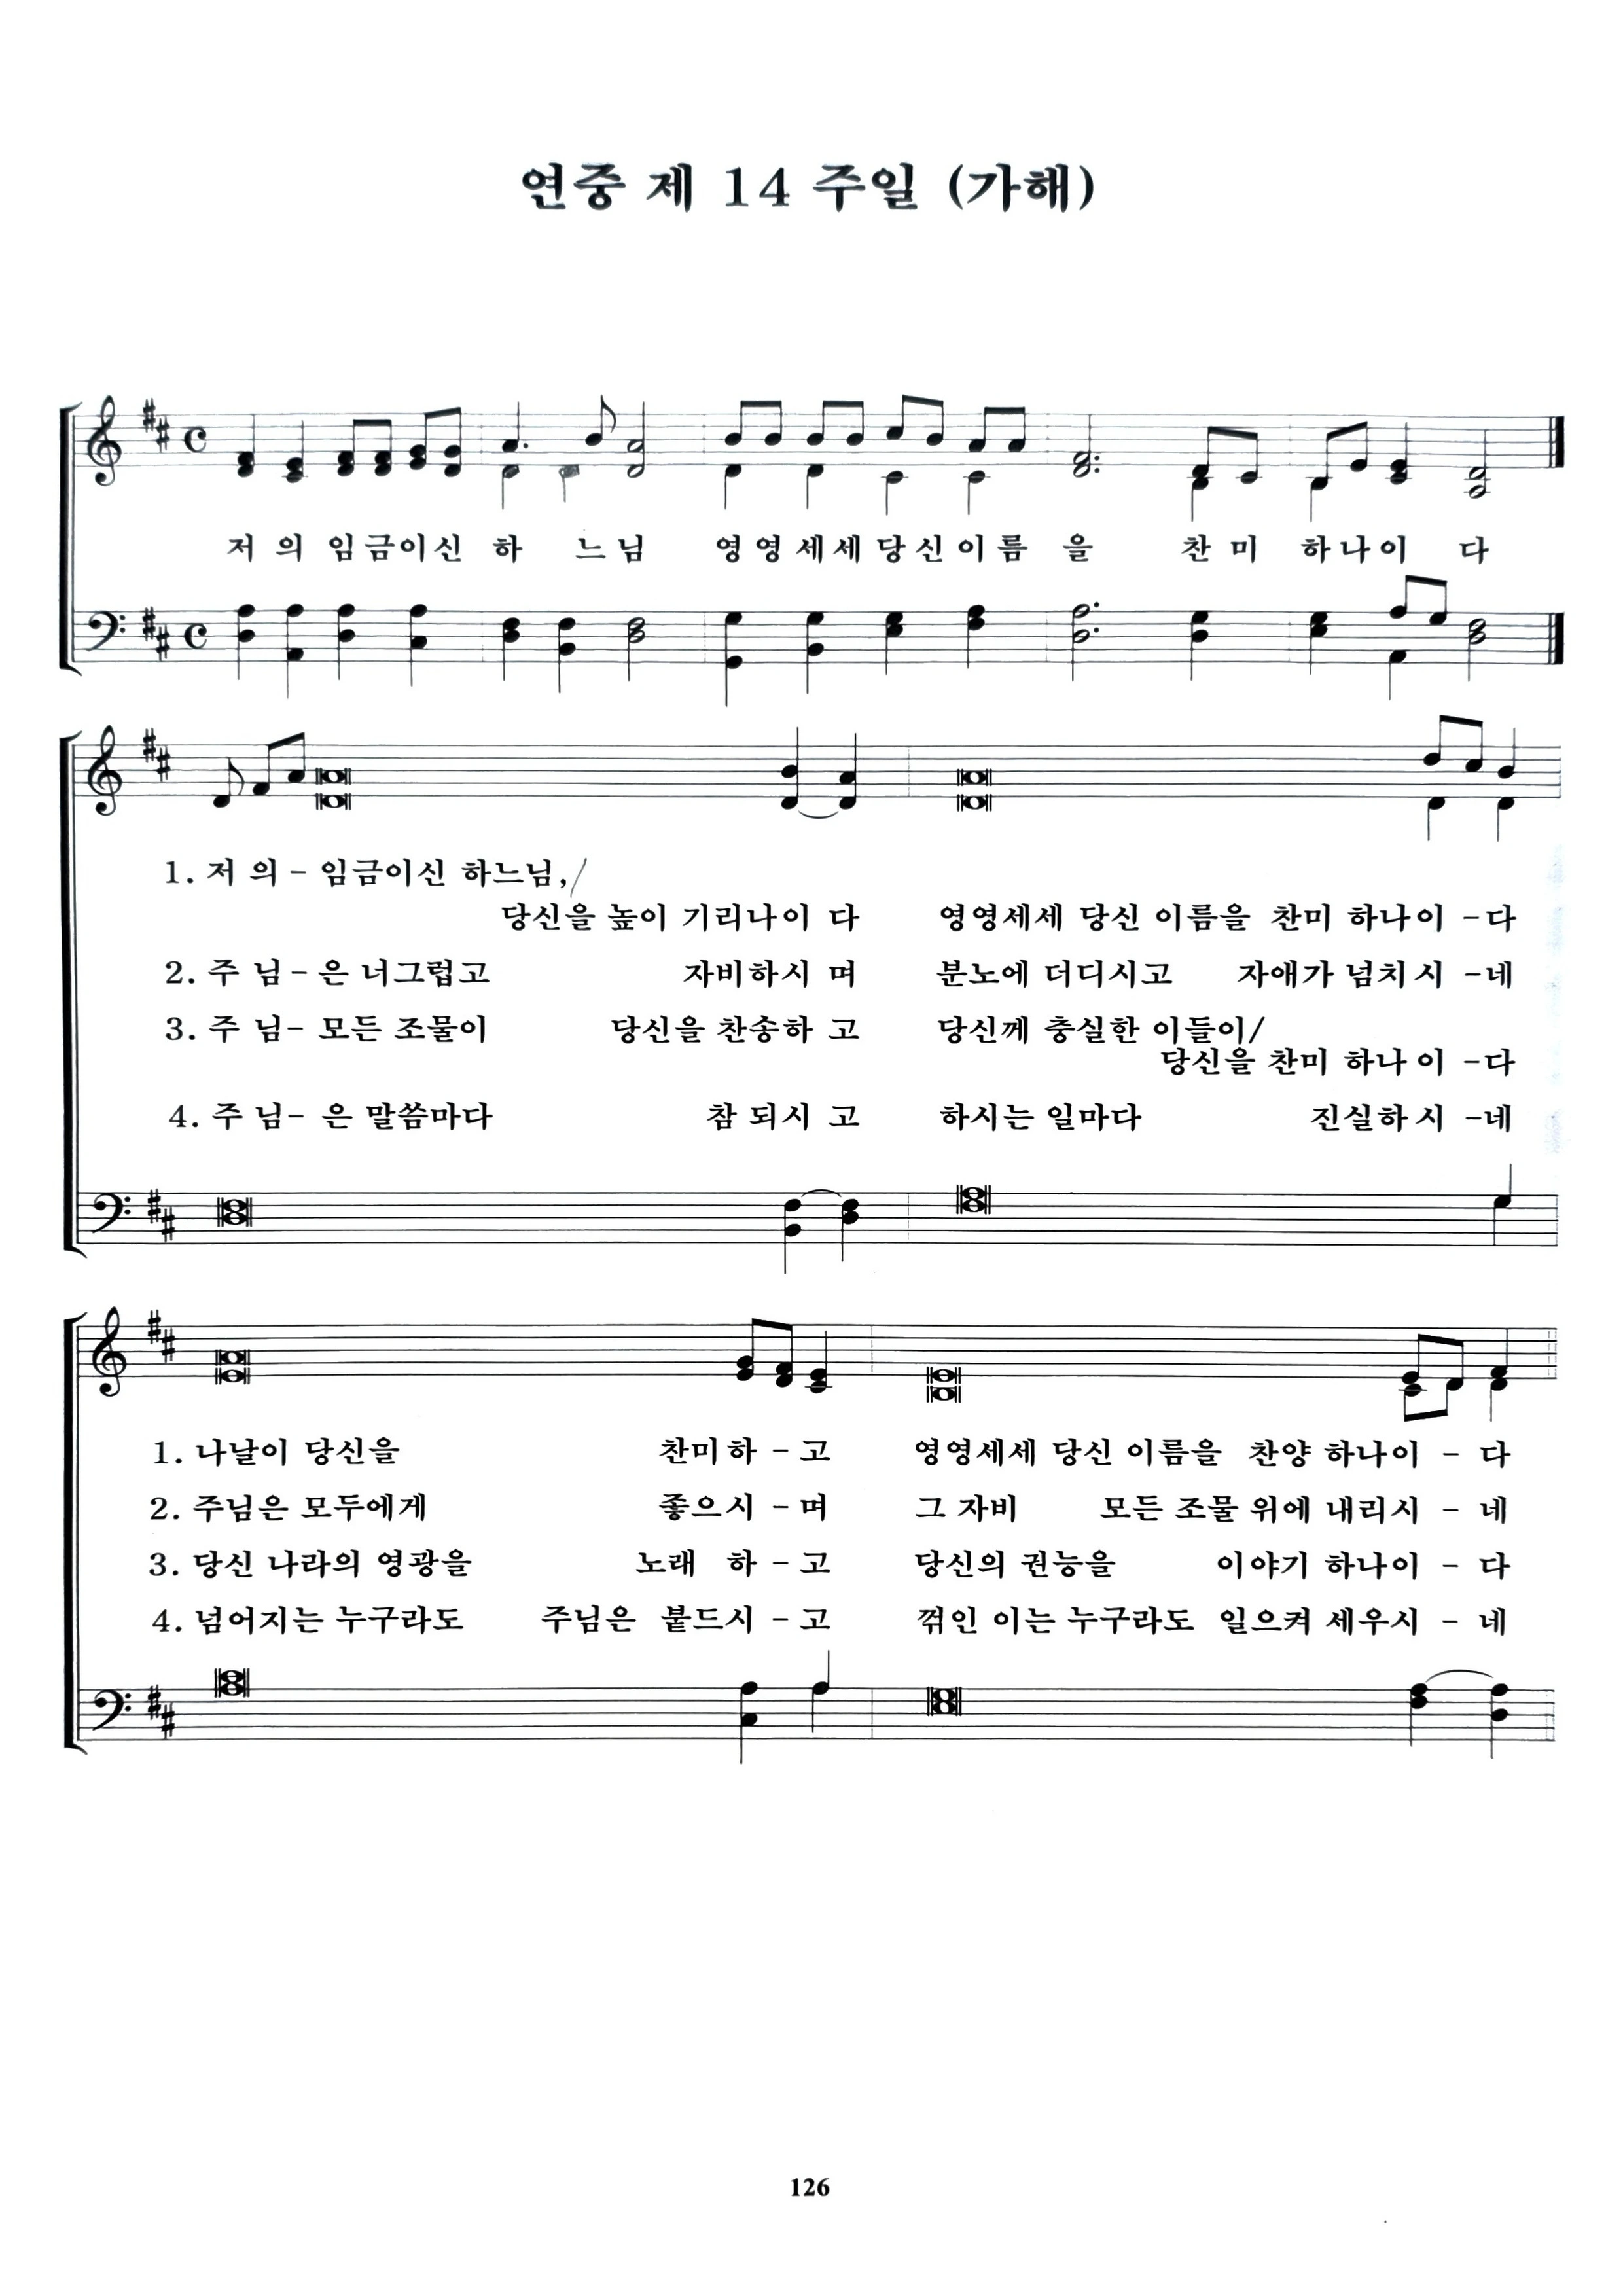 연중 제 14 주일 (가해)
저 의 임금이신 하 느님 영영세세당신이름 을 찬미 하나이 다
1. 저 의 - 임금이신 하느님,/
당신을 높이 기리나이 다 영영세세 당신 이름을 찬미 하나이 -다
2. 주 님 - 은 너그럽고 자비하시 며 분노에 더디시고 자애가 넘치시 -네
3. 주 님 - 모든 조물이 당신을 찬송하 고 당신께 충실한 이들이/
당신을 찬미 하나이 -다
4. 주 님 - 은 말씀마다 참 되시 고 하시는 일마다 진실하시 -네
1. 나날이 당신을 찬미하 - 고 영영세세 당신 이름을 찬양 하나이 - 다
2. 주님은 모두에게 좋으시 - 며 그 자비 모든 조물 위에 내리시 - 네
3. 당신 나라의 영광을 노래 하 - 고 당신의 권능을 이야기 하나이 - 다
4. 넘어지는 누구라도 주님은 붙드시 - 고 꺾인 이는 누구라도 일으켜 세우시 - 네
126